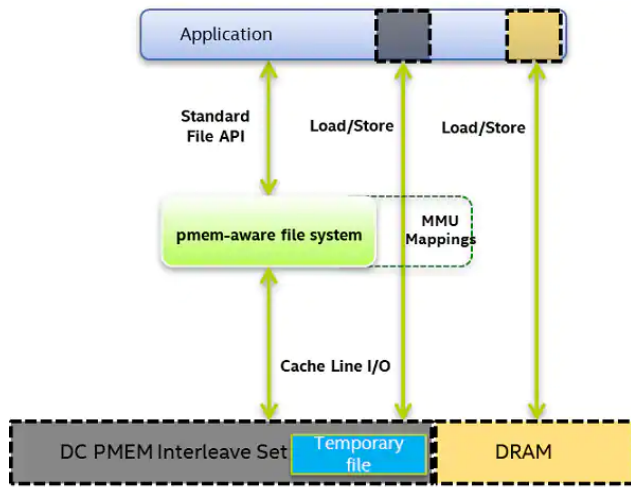 Application
Standard
File API
Load/Store
Load/Store
pmem-aware file system
MMU
Mappings
Cache Line I/O
DC PMEM Interleave Set
Temporary
file
DRAM